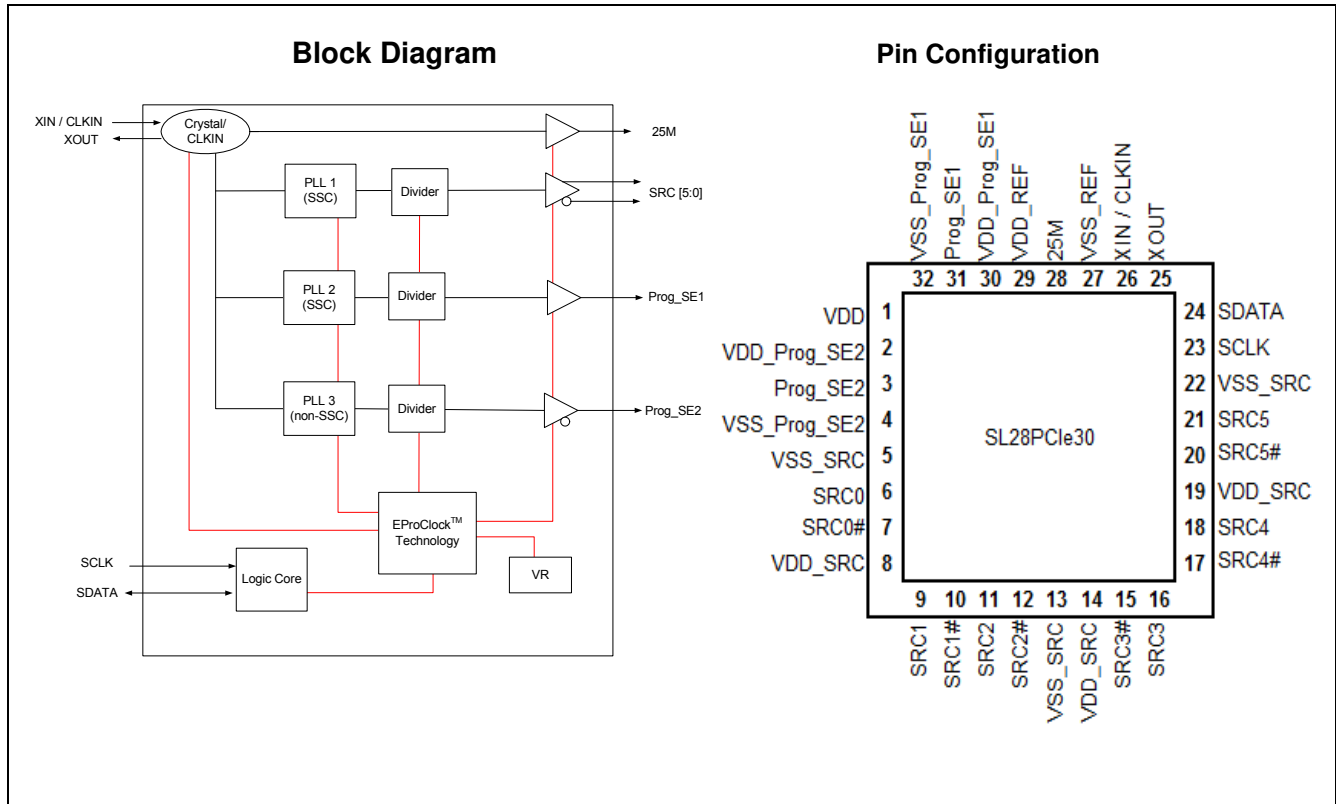 Block Diagram
XIN / CLKIN
XOUT
Crystal/
CLKIN
25M
PLL 1
(SSC)
Divider
SRC [5:0]
PLL 2
(SSC)
Divider
Prog_SE1
PLL 3
(non-SSC)
Divider
Prog_SE2
EProClock™
Technology
VR
SCLK
SDATA
Logic Core
Pin Configuration
VSS_Prog_SE1
Prog_SE1
VDD_Prog_SE1
VDD_REF
25M
VSS_REF
XIN / CLKIN
XOUT
32 31 30 29 28 27 26 25
VDD 1
VDD_Prog_SE2 2
Prog_SE2 3
VSS_Prog_SE2 4
VSS_SRC 5
SRC0 6
SRC0# 7
VDD_SRC 8
SL28PCIe30
24 SDATA
23 SCLK
22 VSS_SRC
21 SRC5
20 SRC5#
19 VDD_SRC
18 SRC4
17 SRC4#
9 10 11 12 13 14 15 16
SRC1
SRC1#
SRC2
SRC2#
VSS_SRC
VDD_SRC
SRC3#
SRC3